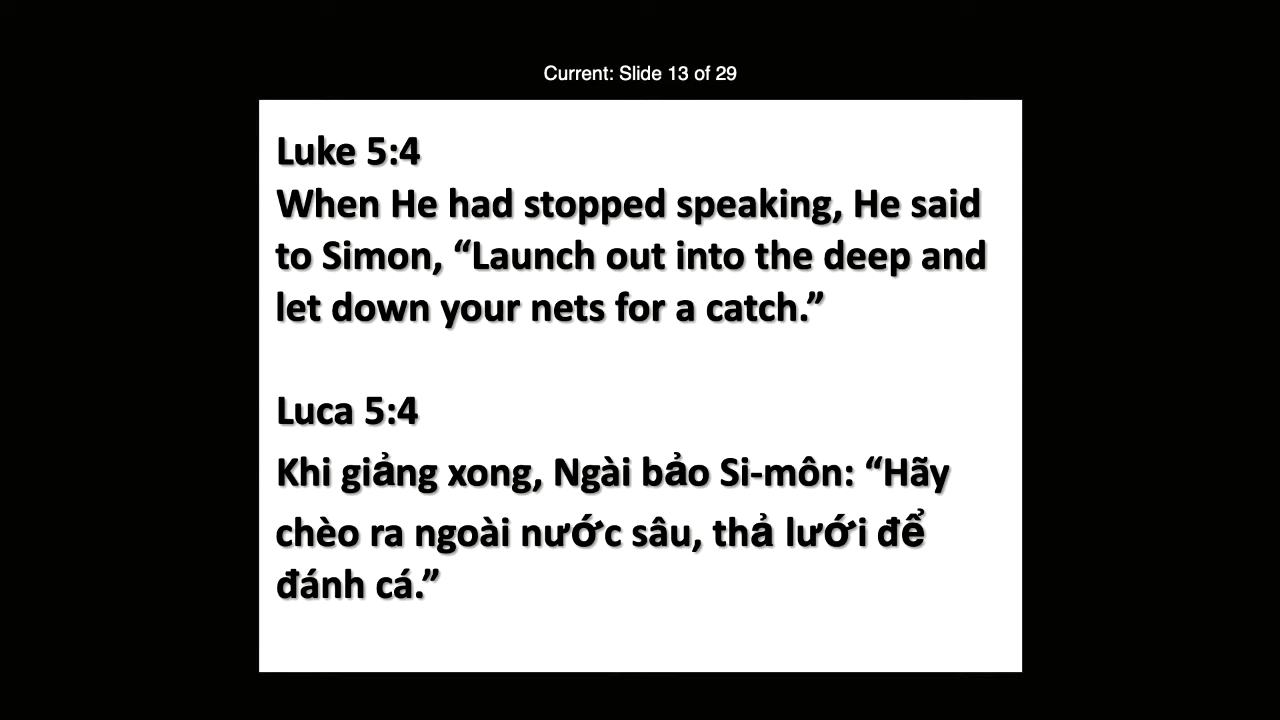 Current: Slide 13 of 29
Luke 5:4
When He had stopped speaking, He said
to Simon, “Launch out into the deep and
let down your nets for a catch.”
Luca 5:4
Khi giảng xong, Ngài bảo Si-môn: “Hãy
chèo ra ngoài nước sâu, thả lưới để
đánh cá.”